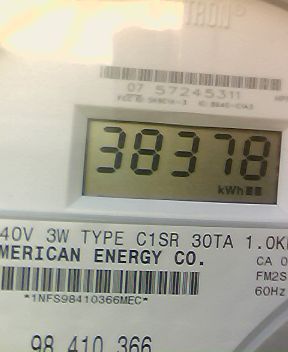 TRON
07 57245311
38378
kWh
40V 3W TYPE C1SR 30TA 1.0K
MERICAN ENERGY CO.
CA 0
FM2S
60Hz
*1NFS98410366MEC*
98 410 366